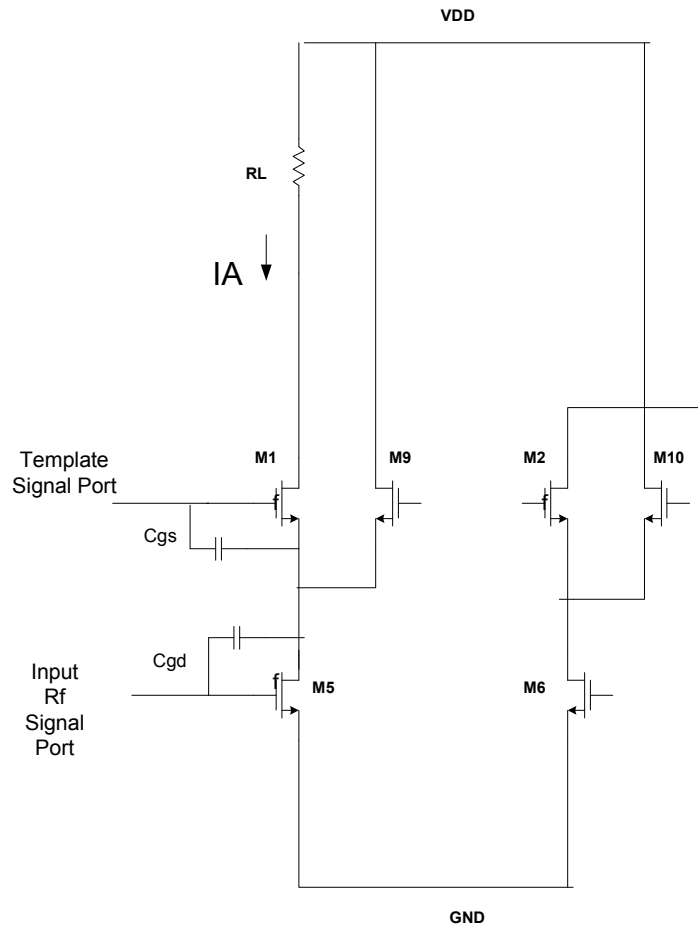 VDD
RL
IA
Template
Signal Port
M1
M9
M2
M10
f
f
Cgs
Cgd
Input
Rf
Signal
Port
f
M5
M6
GND